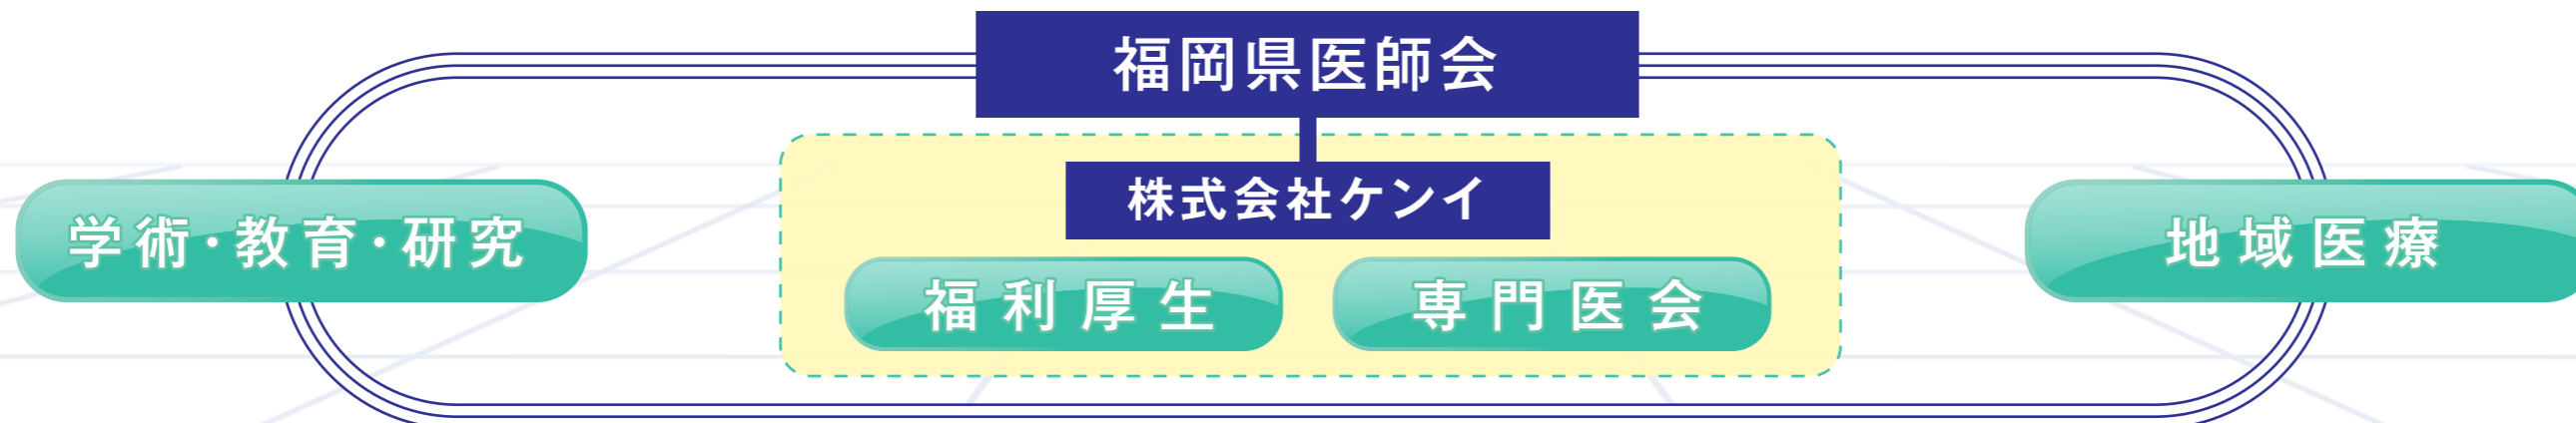 福岡県医師会
株式会社ケンイ
学術・教育・研究
地域医療
福利厚生
専門医会